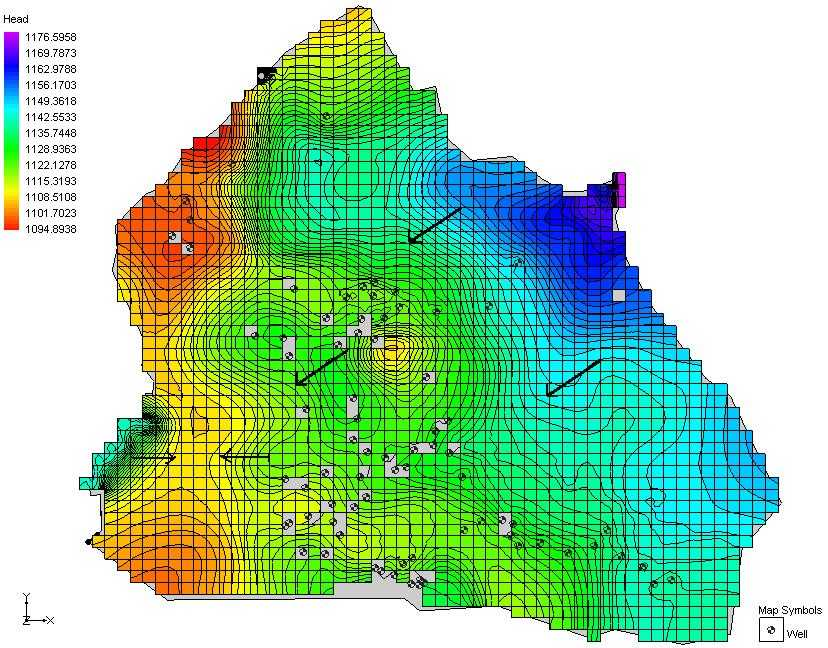 Head
1176.5958
1169.7873
1162.9788
1156.1703
1149.3618
1142.5533
1135.7448
1128.9363
1122.1278
1115.3193
1108.5108
1101.7023
1094.8938
Y
Z
X
Map Symbols
Well